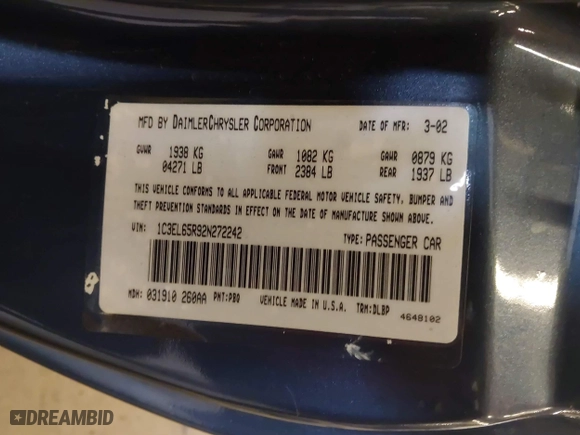 MFD BY DAIMLERCHRYSLER CORPORATION DATE OF MFR: 3-02
GVWR 1938 KG GAWR 1082 KG GAWR 0879 KG
04271 LB FRONT 2384 LB REAR 1937 LB
THIS VEHICLE CONFORMS TO ALL APPLICABLE FEDERAL MOTOR VEHICLE SAFETY, BUMPER AND
THEFT PREVENTION STANDARDS IN EFFECT ON THE DATE OF MANUFACTURE SHOWN ABOVE.
VIN: 1C3EL65R92N272242 TYPE: PASSENGER CAR
MDH: 031910 260AA PNT: PBQ VEHICLE MADE IN U.S.A. TRM: DLBP
4648102
DREAMBID